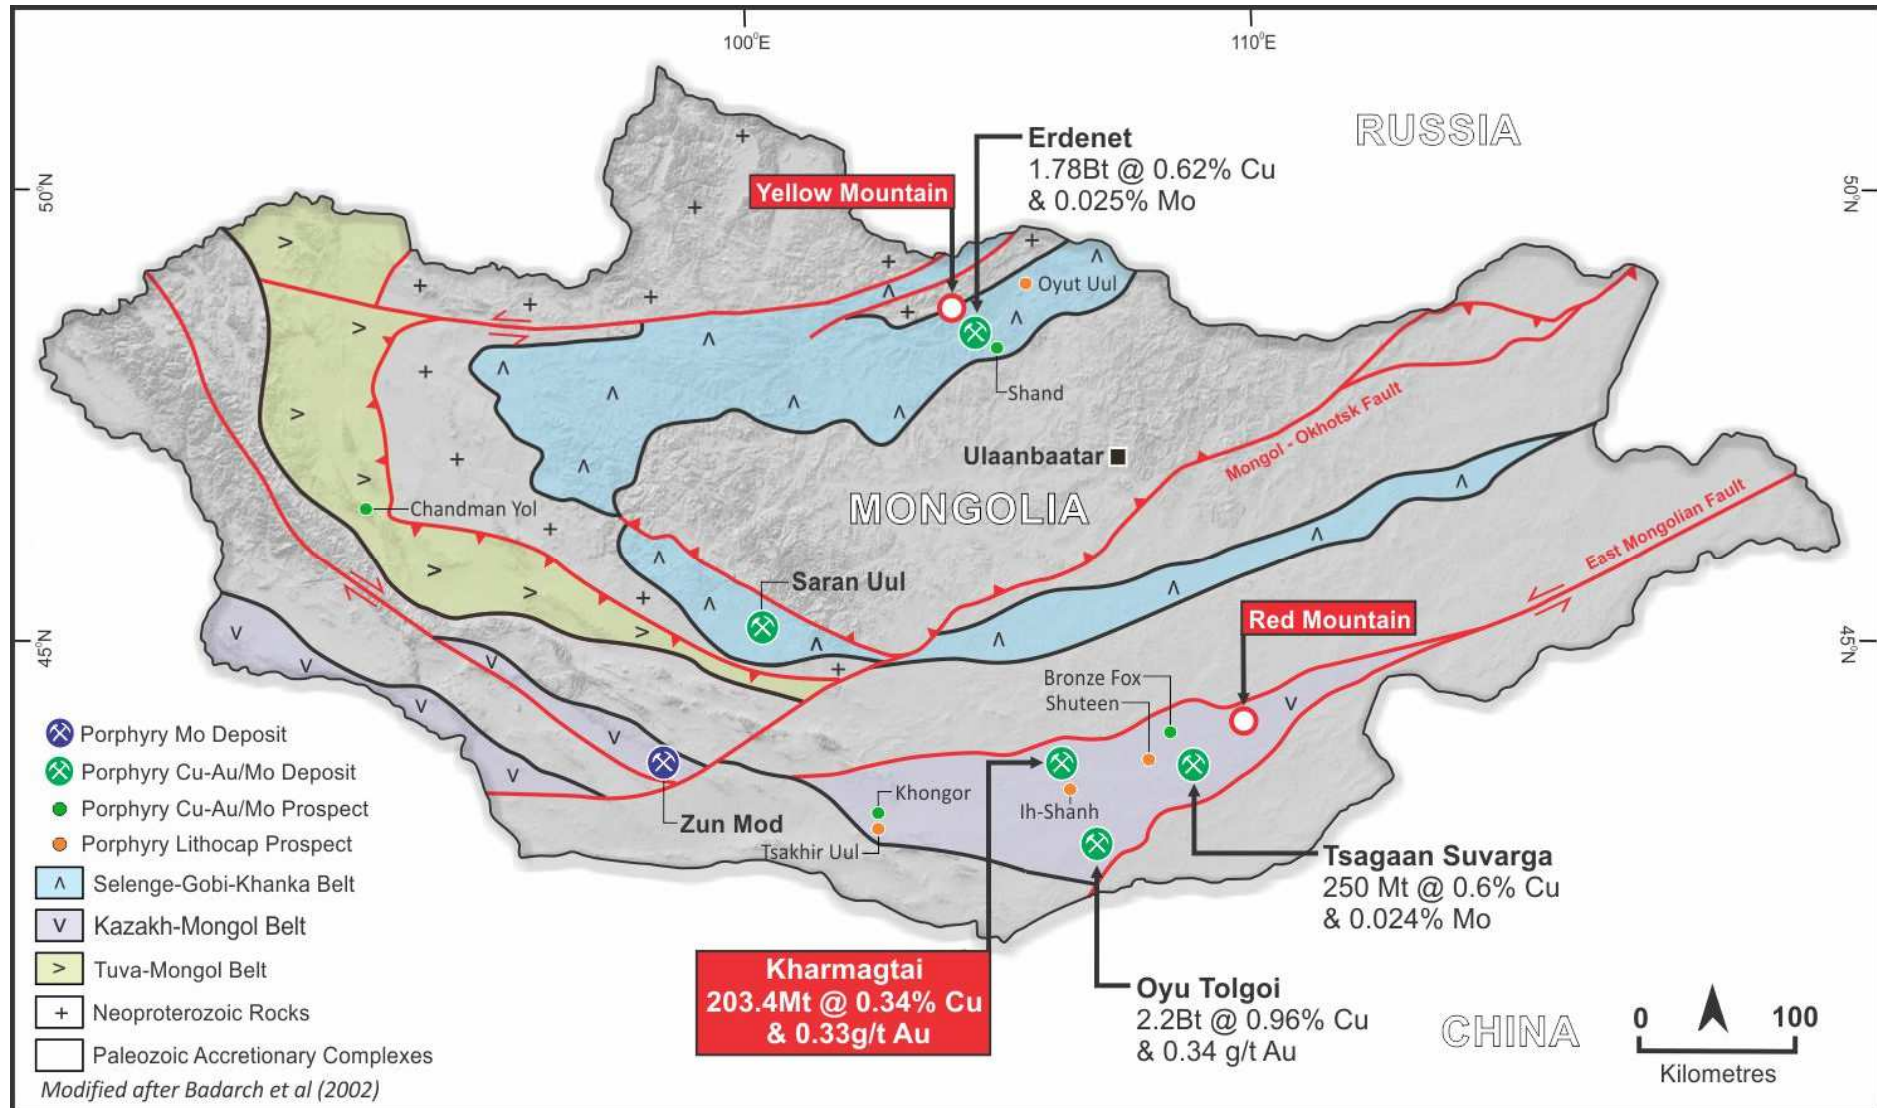 100°E
110°E
50°N
50°N
45°N
45°N
RUSSIA
Erdenet
1.78Bt @ 0.62% Cu
& 0.025% Mo
Yellow Mountain
Oyut Uul
Shand
Ulaanbaatar
Mongol - Okhotsk Fault
MONGOLIA
Chandman Yol
East Mongolian Fault
Saran Uul
Red Mountain
Bronze Fox
Shuteen
Khongor
Ih-Shanh
Zun Mod
Tsakhir Uul
Tsagaan Suvarga
250 Mt @ 0.6% Cu
& 0.024% Mo
Kharmagtai
203.4Mt @ 0.34% Cu
& 0.33g/t Au
Oyu Tolgoi
2.2Bt @ 0.96% Cu
& 0.34 g/t Au
CHINA
0 100
Kilometres
Porphyry Mo Deposit
Porphyry Cu-Au/Mo Deposit
Porphyry Cu-Au/Mo Prospect
Porphyry Lithocap Prospect
Selenge-Gobi-Khanka Belt
Kazakh-Mongol Belt
Tuva-Mongol Belt
Neoproterozoic Rocks
Paleozoic Accretionary Complexes
Modified after Badarch et al (2002)